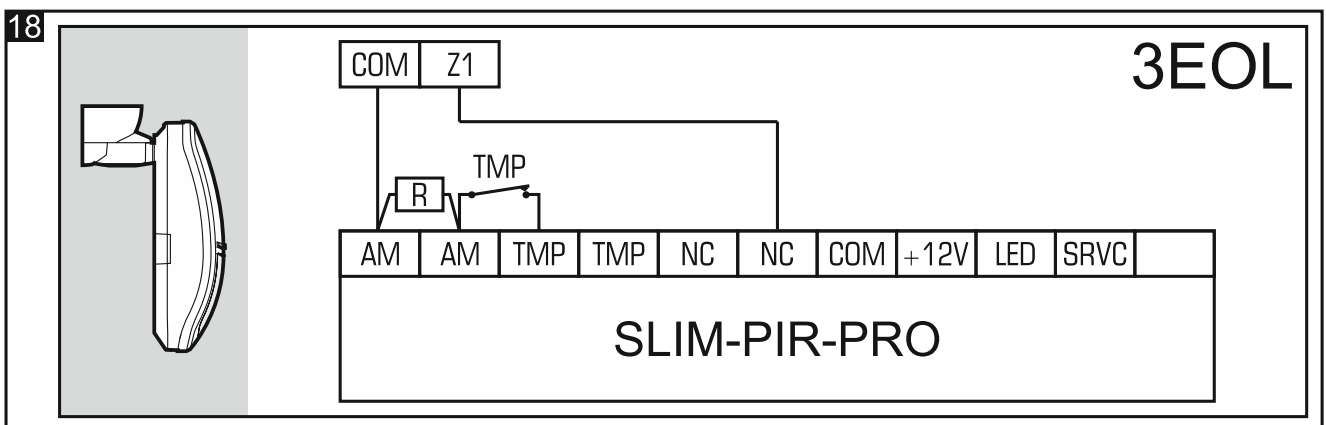 18
3EOL
COM Z1
TMP
R
AM AM TMP TMP NC NC COM +12V LED SRVC
SLIM-PIR-PRO